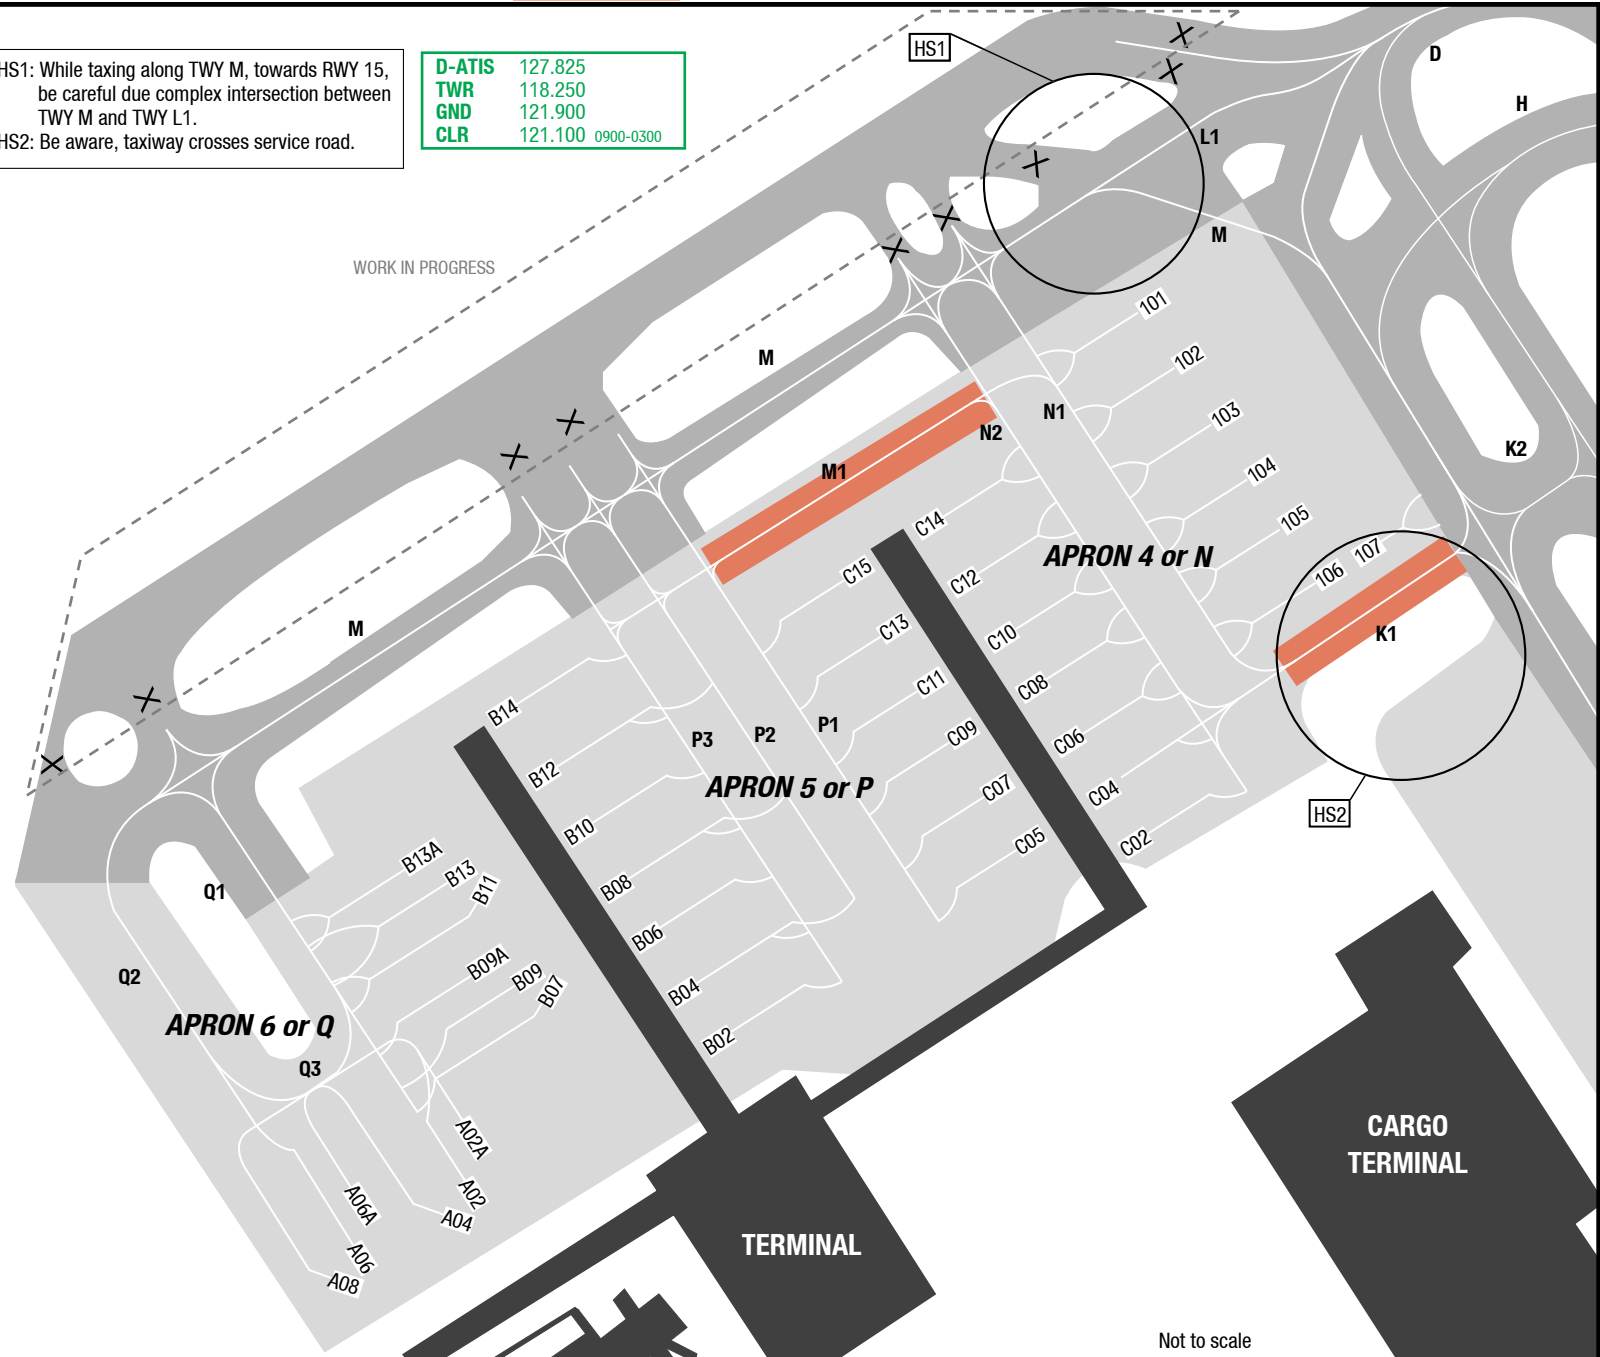 HS1: While taxing along TWY M, towards RWY 15,
be careful due complex intersection between
TWY M and TWY L1.
HS2: Be aware, taxiway crosses service road.
D-ATIS 127.825
TWR 118.250
GND 121.900
CLR 121.100 0900-0300
HS1
D
H
L1
M
WORK IN PROGRESS
101
M
102
N1
103
N2
K2
M1
104
105
C14
APRON 4 or N
107
106
C15
C12
M
C13
C10
K1
C11
C08
B14
P3
P2
P1
C09
C06
B12
APRON 5 or P
C07
C04
HS2
B10
C05
C02
B13A
B13
B11
B08
Q1
B06
Q2
B09A
B09
B07
B04
APRON 6 or Q
B02
Q3
A02A
A02
A06A
A04
A06
A08
CARGO
TERMINAL
TERMINAL
Not to scale